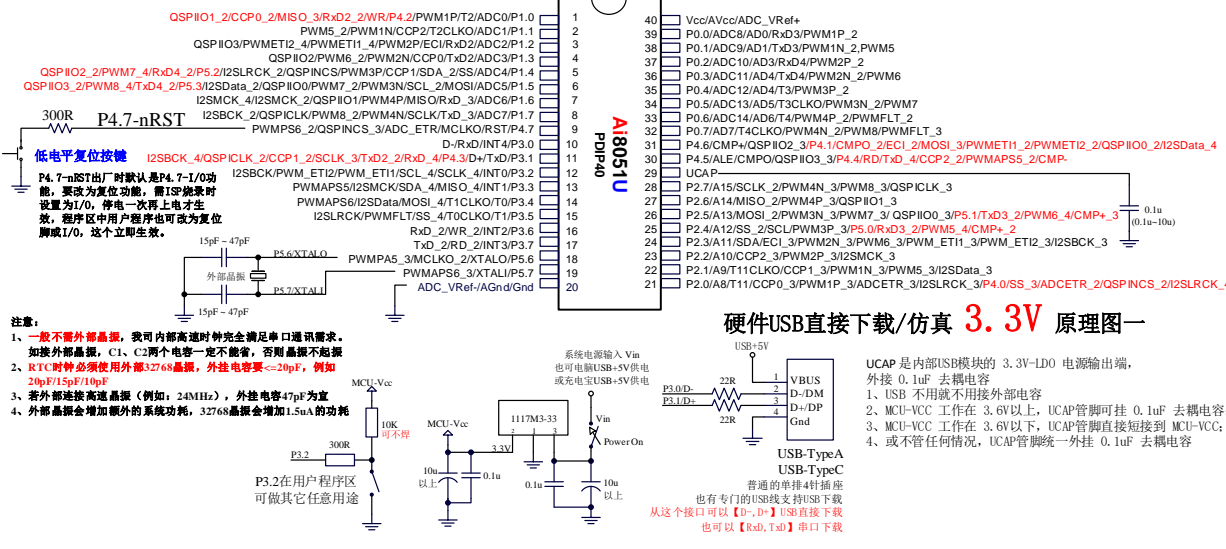 QSPIIO1_2/CCP0_2/MISO_3/RxD2_2/WR/P4.2/PWM1P/T2/ADC0/P1.0
PWM5_2/PWM1N/CCP2/T2CLKO/ADC1/P1.1
QSPIIO3/PWMETI2_4/PWMETI1_4/PWM2P/ECI/RxD2/ADC2/P1.2
QSPIIO2/PWM6_2/PWM2N/CCP0/TxD2/ADC3/P1.3
QSPIIO2_2/PWM7_4/RxD4_2/P5.2/I2SLRCK_2/QSPINCS/PWM3P/CCP1/SDA_2/SS/ADC4/P1.4
QSPIIO3_2/PWM8_4/TxD4_2/P5.3/I2SData_2/QSPIIO0/PWM7_2/PWM3N/SCL_2/MOSI/ADC5/P1.5
I2SMCK_4/I2SMCK_2/QSPIIO1/PWM4P/MISO/RxD_3/ADC6/P1.6
I2SBCK_2/QSPICLK/PWM8_2/PWM4N/SCLK/TxD_3/ADC7/P1.7
PWMPS6_2/QSPINCS_3/ADC_ETR/MCLKO/RST/P4.7
D-/RxD/INT4/P3.0
I2SBCK_4/QSPICLK_2/CCP1_2/SCLK_3/TxD2_2/RxD_4/P4.3/D+/TxD/P3.1
I2SBCK/PWM_ETI2/PWM_ETI1/SCL_4/SCLK_4/INT0/P3.2
PWMAPS5/I2SMCK/SDA_4/MISO_4/INT1/P3.3
PWMAPS6/I2SData/MOSI_4/T1CLKO/T0/P3.4
I2SLRCK/PWMFLT/SS_4/T0CLKO/T1/P3.5
RxD_2/WR_2/INT2/P3.6
TxD_2/RD_2/INT3/P3.7
PWMPA5_3/MCLKO_2/XTALO/P5.6
PWMAPS6_3/XTALI/P5.7
ADC_VRef-/AGnd/Gnd
1
2
3
4
5
6
7
8
9
10
11
12
13
14
15
16
17
18
19
20
Ai8051U
PDIP40
40 Vcc/AVcc/ADC_VRef+
39 P0.0/ADC8/AD0/RxD3/PWM1P_2
38 P0.1/ADC9/AD1/TxD3/PWM1N_2,PWM5
37 P0.2/ADC10/AD3/RxD4/PWM2P_2
36 P0.3/ADC11/AD4/TxD4/PWM2N_2/PWM6
35 P0.4/ADC12/AD4/T3/PWM3P_2
34 P0.5/ADC13/AD5/T3CLKO/PWM3N_2/PWM7
33 P0.6/ADC14/AD6/T4/PWM4P_2/PWMFLT_2
32 P0.7/AD7/T4CLKO/PWM4N_2/PWM8/PWMFLT_3
31 P4.6/CMP+/QSPIIO2_3/P4.1/CMPO_2/ECI_2/MOSI_3/PWMETI1_2/PWMETI2_2/QSPIIO0_2/I2SData_4
30 P4.5/ALE/CMPO/QSPIIO3_3/P4.4/RD/TxD_4/CCP2_2/PWMAPS5_2/CMP-
29 UCAP
28 P2.7/A15/SCLK_2/PWM4N_3/PWM8_3/QSPICLK_3
27 P2.6/A14/MISO_2/PWM4P_3/QSPIIO1_3
26 P2.5/A13/MOSI_2/PWM3N_3/PWM7_3/ QSPIIO0_3/P5.1/TxD3_2/PWM6_4/CMP+_3
25 P2.4/A12/SS_2/SCL/PWM3P_3/P5.0/RxD3_2/PWM5_4/CMP+_2
24 P2.3/A11/SDA/ECI_3/PWM2N_3/PWM6_3/PWM_ETI1_3/PWM_ETI2_3/I2SBCK_3
23 P2.2/A10/CCP2_3/PWM2P_3/I2SMCK_3
22 P2.1/A9/T11CLKO/CCP1_3/PWM1N_3/PWM5_3/I2SData_3
21 P2.0/A8/T11/CCP0_3/PWM1P_3/ADCETR_3/I2SLRCK_3/P4.0/SS_3/ADCETR_2/QSPINCS_2/I2SLRCK_4
0.1u
(0.1u~10u)
300R
P4.7-nRST
低电平复位按键
P4.7-nRST出厂时默认是P4.7-I/O功
能,要改为复位功能,需ISP烧录时
设置为I/O,停电一次再上电才生
效,程序区中用户程序也可改为复位
脚或I/O,这个立即生效。
15pF ~ 47pF
P5.6/XTALO
外部晶振
P5.7/XTALI
15pF ~ 47pF
注意:
1、一般不需外部晶振,我司内部高速时钟完全满足串口通讯需求。
如接外部晶振,C1、C2两个电容一定不能省,否则晶振不起振
2、RTC时钟必须使用外部32768晶振,外挂电容要<=20pF,例如
20pF/15pF/10pF
3、若外部连接高速晶振(例如:24MHz),外挂电容47pF为宜
4、外部晶振会增加额外的系统功耗,32768晶振会增加1.5uA的功耗
MCU-Vcc
10K
可不焊
300R
P3.2
P3.2在用户程序区
可做其它任意用途
系统电源输入 Vin
也可电脑USB+5V供电
或充电宝USB+5V供电
MCU-Vcc
1117M3-33
2 1 3
3.3V
Vin
Power On
10u
以上
0.1u
0.1u
10u
以上
硬件USB直接下载/仿真 3.3V 原理图一
USB+5V
P3.0/D-
P3.1/D+
22R
22R
1 VBUS
2 D-/DM
3 D+/DP
4 Gnd
USB-TypeA
USB-TypeC
普通的单排4针插座
也有专门的USB线支持USB下载
从这个接口可以【D-,D+】USB直接下载
也可以【RxD,TxD】串口下载
UCAP 是内部USB模块的 3.3V-LDO 电源输出端,
外接 0.1uF 去耦电容
1、USB 不用就不用接外部电容
2、MCU-VCC 工作在 3.6V以上,UCAP管脚可挂 0.1uF 去耦电容
3、MCU-VCC 工作在 3.6V以下,UCAP管脚直接短接到 MCU-VCC;
4、或不管任何情况,UCAP管脚统一外挂 0.1uF 去耦电容